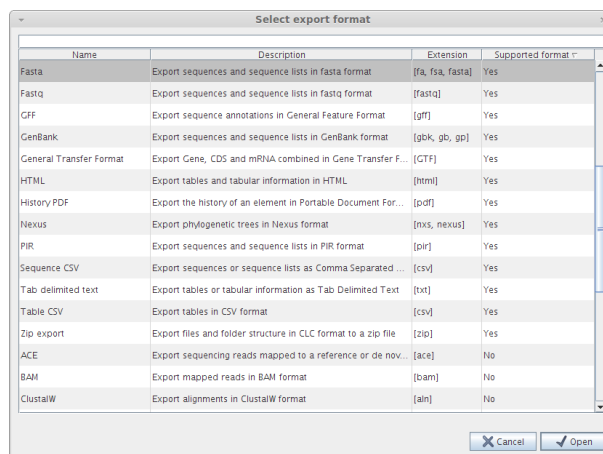 Select export format
Name Description Extension Supported format
Fasta Export sequences and sequence lists in fasta format [fa, fsa, fasta] Yes
Fastq Export sequences and sequence lists in fastq format [fastq] Yes
GFF Export sequence annotations in General Feature Format [gff] Yes
GenBank Export sequences and sequence lists in GenBank format [gbk, gb, gp] Yes
General Transfer Format Export Gene, CDS and mRNA combined in Gene Transfer F... [GTF] Yes
HTML Export tables and tabular information in HTML [html] Yes
History PDF Export the history of an element in Portable Document For... [pdf] Yes
Nexus Export phylogenetic trees in Nexus format [nxs, nexus] Yes
PIR Export sequences and sequence lists in PIR format [pir] Yes
Sequence CSV Export sequences or sequence lists as Comma Separated ... [csv] Yes
Tab delimited text Export tables or tabular information as Tab Delimited Text [txt] Yes
Table CSV Export tables in CSV format [csv] Yes
Zip export Export files and folder structure in CLC format to a zip file [zip] Yes
ACE Export sequencing reads mapped to a reference or de nov... [ace] No
BAM Export mapped reads in BAM format [bam] No
ClustalW Export alignments in ClustalW format [aln] No
Cancel Open